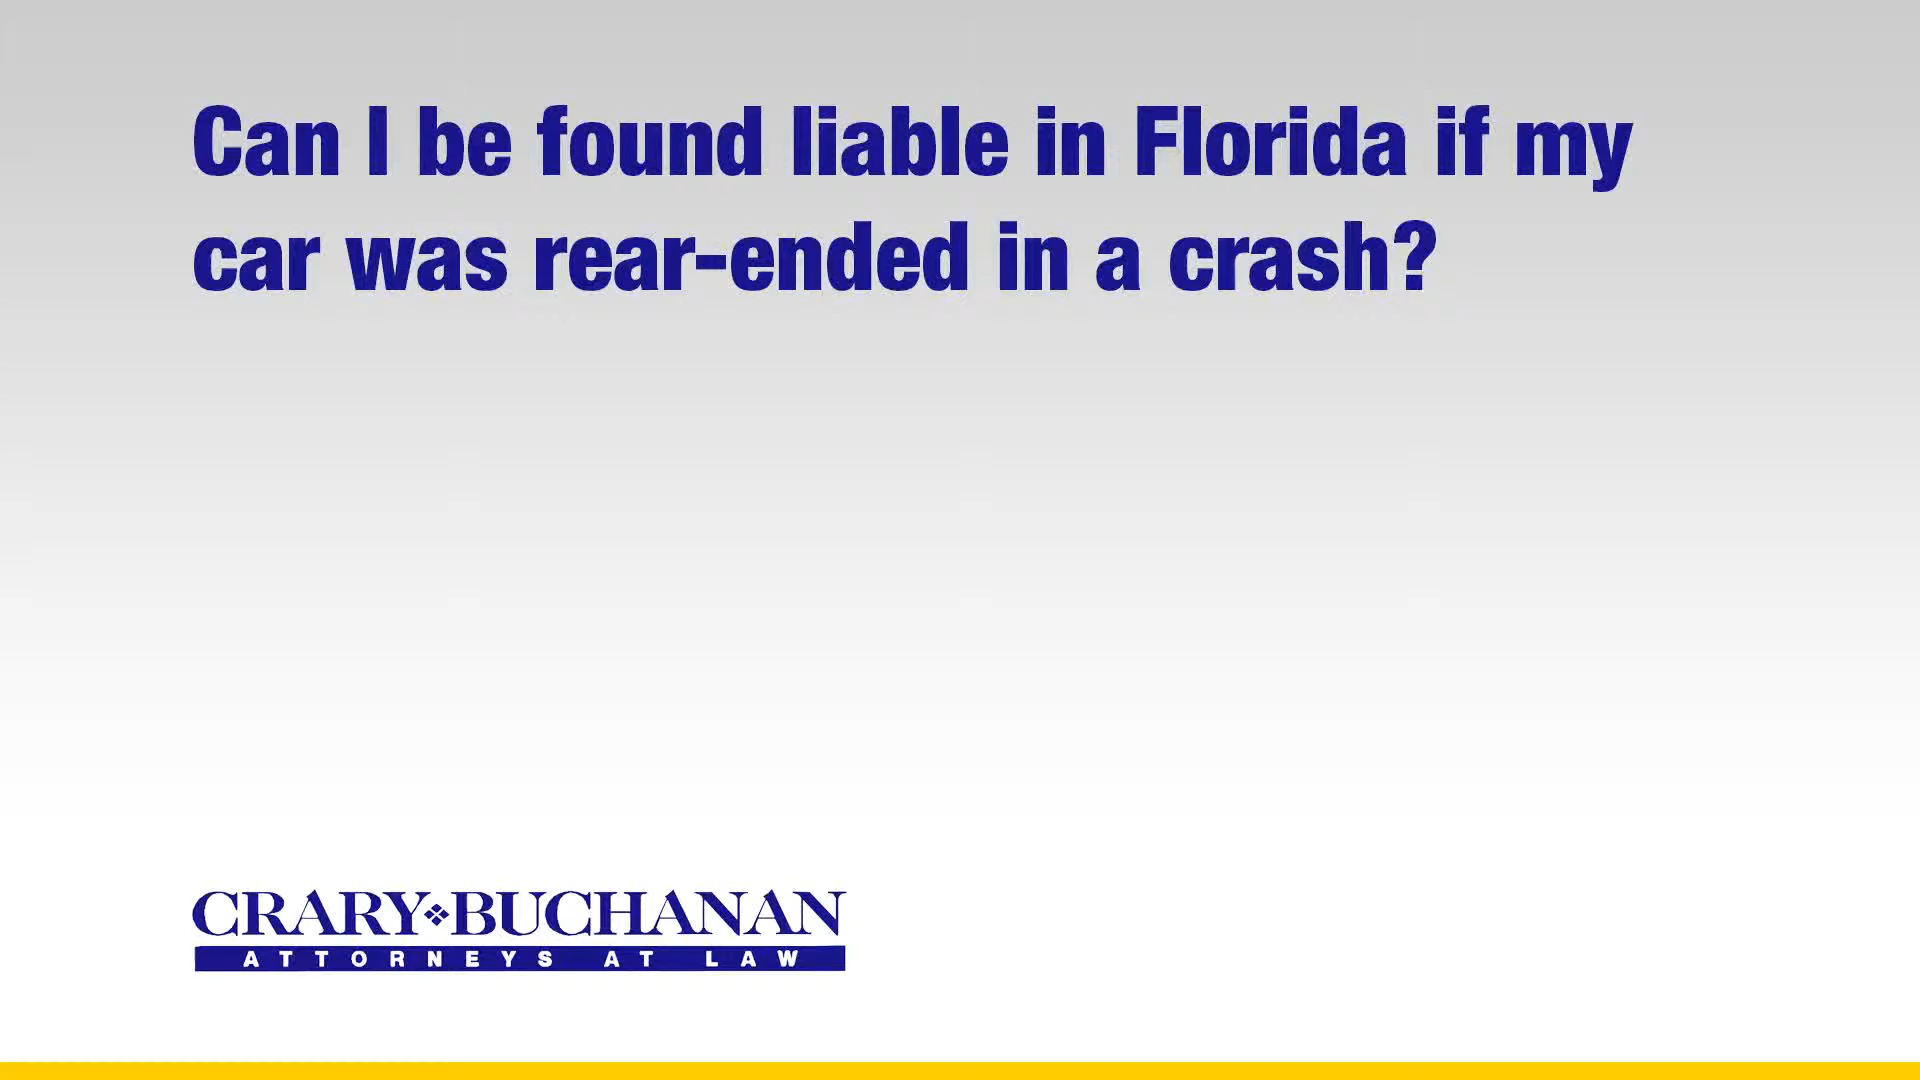 Can I be found liable in Florida if my
car was rear-ended in a crash?
CRARY BUCHANAN
ATTORNEYS AT LAW